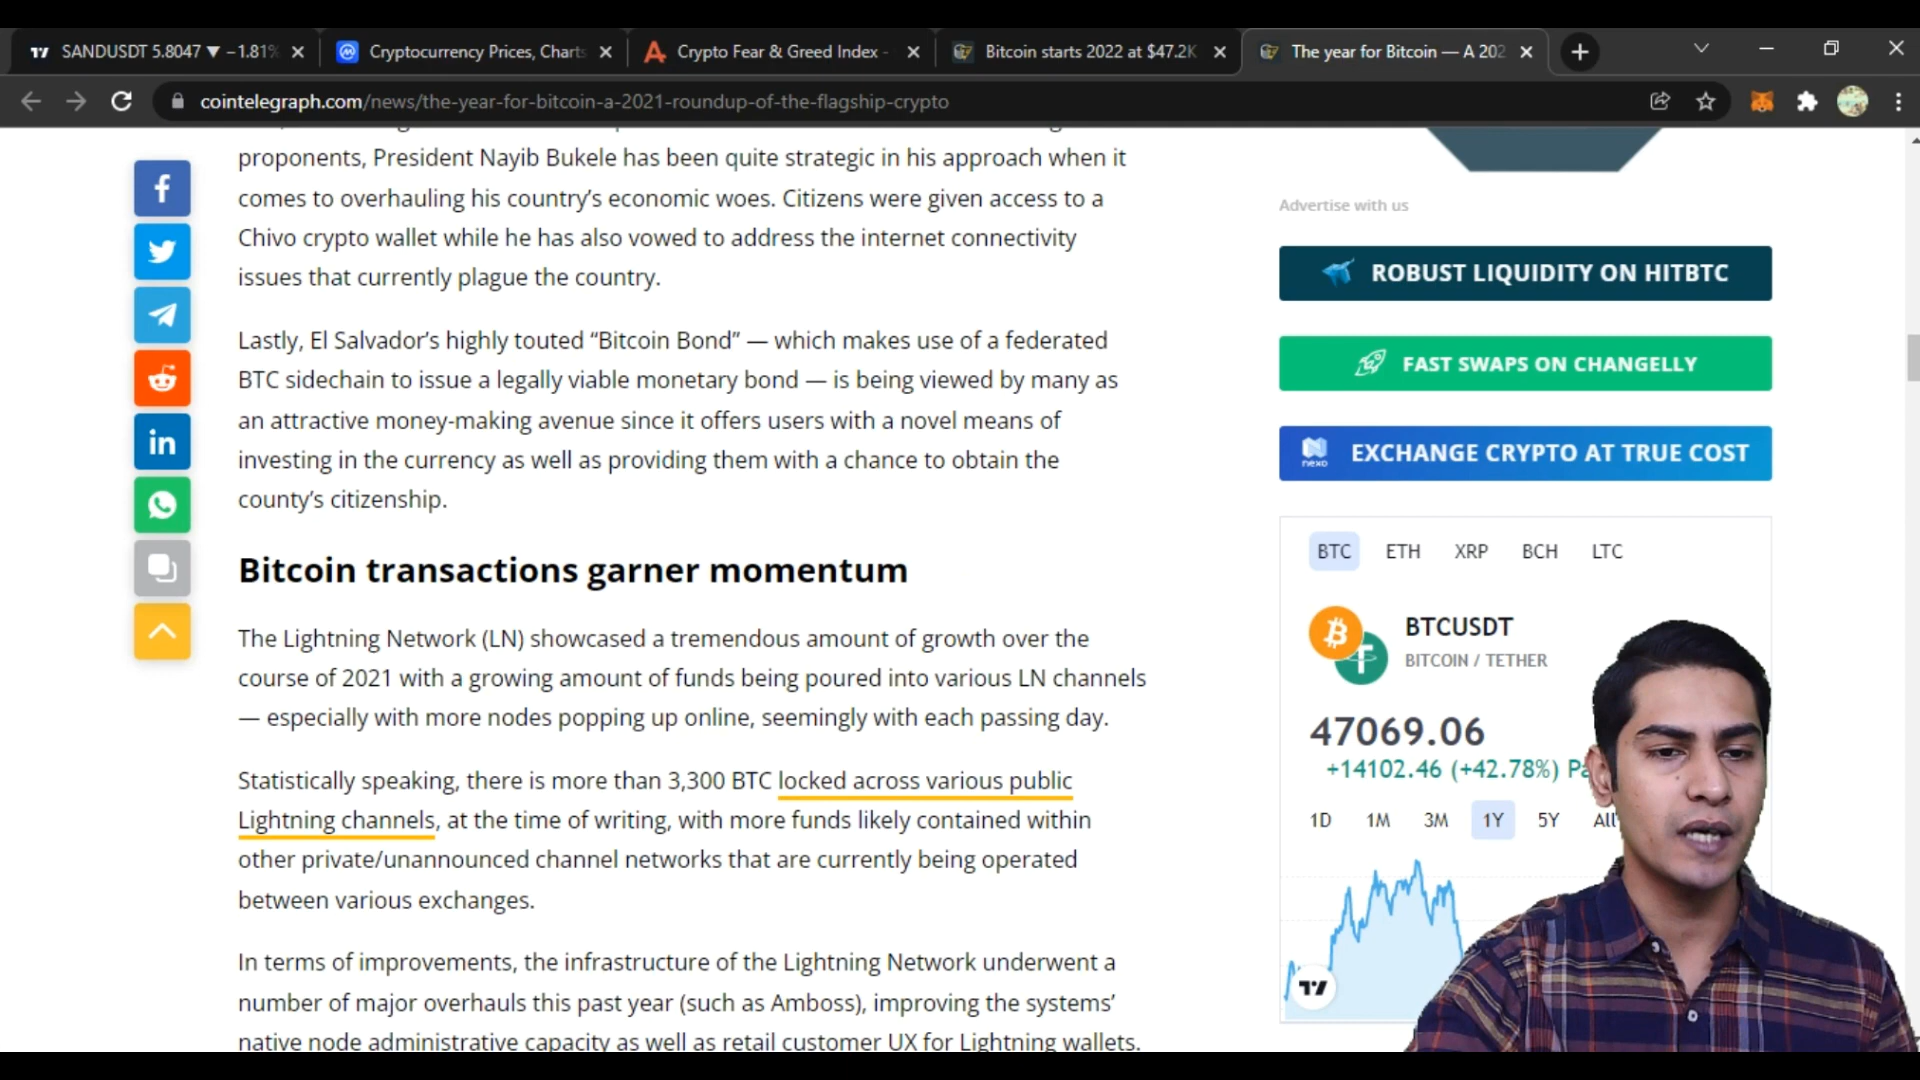 SANDUSDT 5.8047 ▼ −1.81%
Cryptocurrency Prices, Charts
Crypto Fear & Greed Index -
Bitcoin starts 2022 at $47.2K
The year for Bitcoin — A 202
cointelegraph.com/news/the-year-for-bitcoin-a-2021-roundup-of-the-flagship-crypto
proponents, President Nayib Bukele has been quite strategic in his approach when it
comes to overhauling his country’s economic woes. Citizens were given access to a
Chivo crypto wallet while he has also vowed to address the internet connectivity
issues that currently plague the country.
Lastly, El Salvador’s highly touted “Bitcoin Bond” — which makes use of a federated
BTC sidechain to issue a legally viable monetary bond — is being viewed by many as
an attractive money-making avenue since it offers users with a novel means of
investing in the currency as well as providing them with a chance to obtain the
county’s citizenship.
Bitcoin transactions garner momentum
The Lightning Network (LN) showcased a tremendous amount of growth over the
course of 2021 with a growing amount of funds being poured into various LN channels
— especially with more nodes popping up online, seemingly with each passing day.
Statistically speaking, there is more than 3,300 BTC locked across various public
Lightning channels, at the time of writing, with more funds likely contained within
other private/unannounced channel networks that are currently being operated
between various exchanges.
In terms of improvements, the infrastructure of the Lightning Network underwent a
number of major overhauls this past year (such as Amboss), improving the systems’
native node administrative capacity as well as retail customer UX for Lightning wallets.
Advertise with us
ROBUST LIQUIDITY ON HITBTC
FAST SWAPS ON CHANGELLY
nexo EXCHANGE CRYPTO AT TRUE COST
BTC ETH XRP BCH LTC
BTCUSDT
BITCOIN / TETHER
47069.06
+14102.46 (+42.78%) Pa
1D 1M 3M 1Y 5Y All